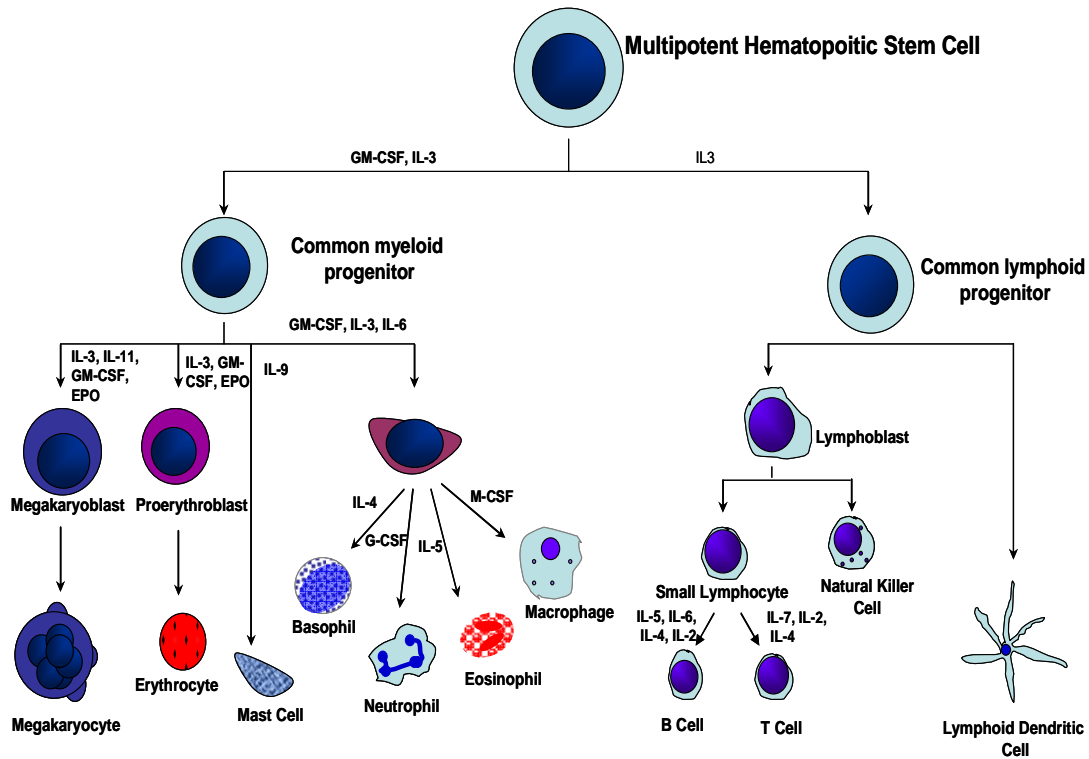 Multipotent Hematopoitic Stem Cell
GM-CSF, IL-3
IL3
Common myeloid
progenitor
Common lymphoid
progenitor
GM-CSF, IL-3, IL-6
IL-3, IL-11,
GM-CSF,
EPO
IL-3, GM-
CSF, EPO
IL-9
Lymphoblast
Megakaryoblast
Proerythroblast
IL-4
G-CSF
IL-5
M-CSF
Basophil
Macrophage
Small Lymphocyte
Natural Killer
Cell
IL-5, IL-6,
IL-4, IL-2
IL-7, IL-2,
IL-4
Erythrocyte
Mast Cell
Neutrophil
Eosinophil
Megakaryocyte
B Cell
T Cell
Lymphoid Dendritic
Cell